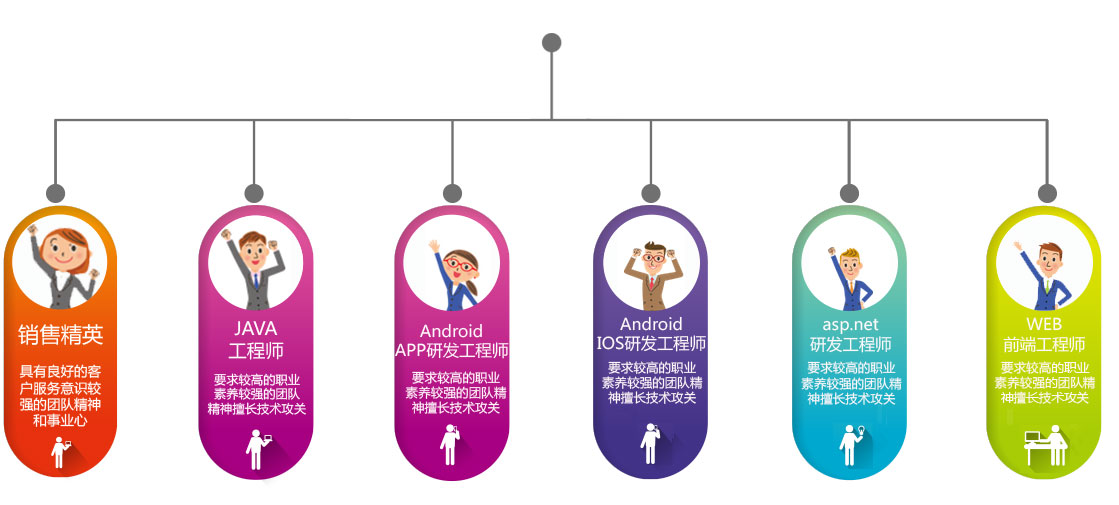 销售精英
具有良好的客
户服务意识较
强的团队精神
和事业心
JAVA
工程师
要求较高的职业
素养较强的团队
精神擅长技术攻关
Android
APP研发工程师
要求较高的职业
素养较强的团队精
神擅长技术攻关
Android
IOS研发工程师
要求较高的职业
素养较强的团队精
神擅长技术攻关
asp.net
研发工程师
要求较高的职业
素养较强的团队精
神擅长技术攻关
WEB
前端工程师
要求较高的职业
素养较强的团队精
神擅长技术攻关